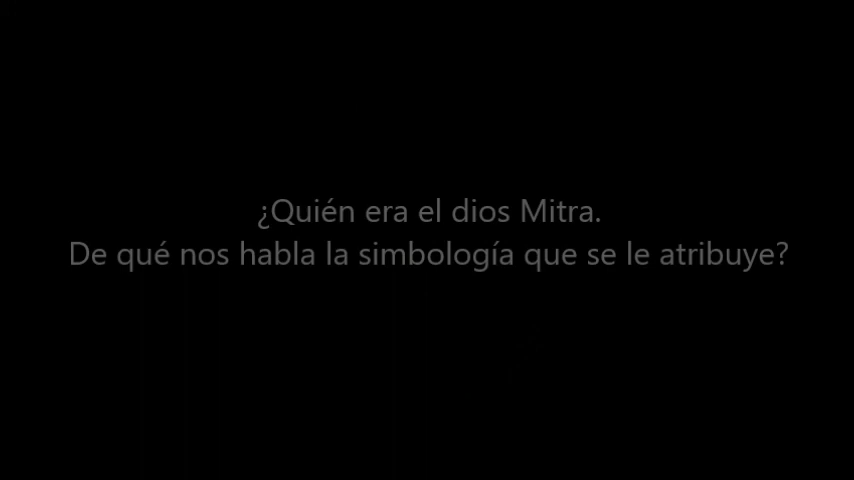 ¿Quién era el dios Mitra.
De qué nos habla la simbología que se le atribuye?